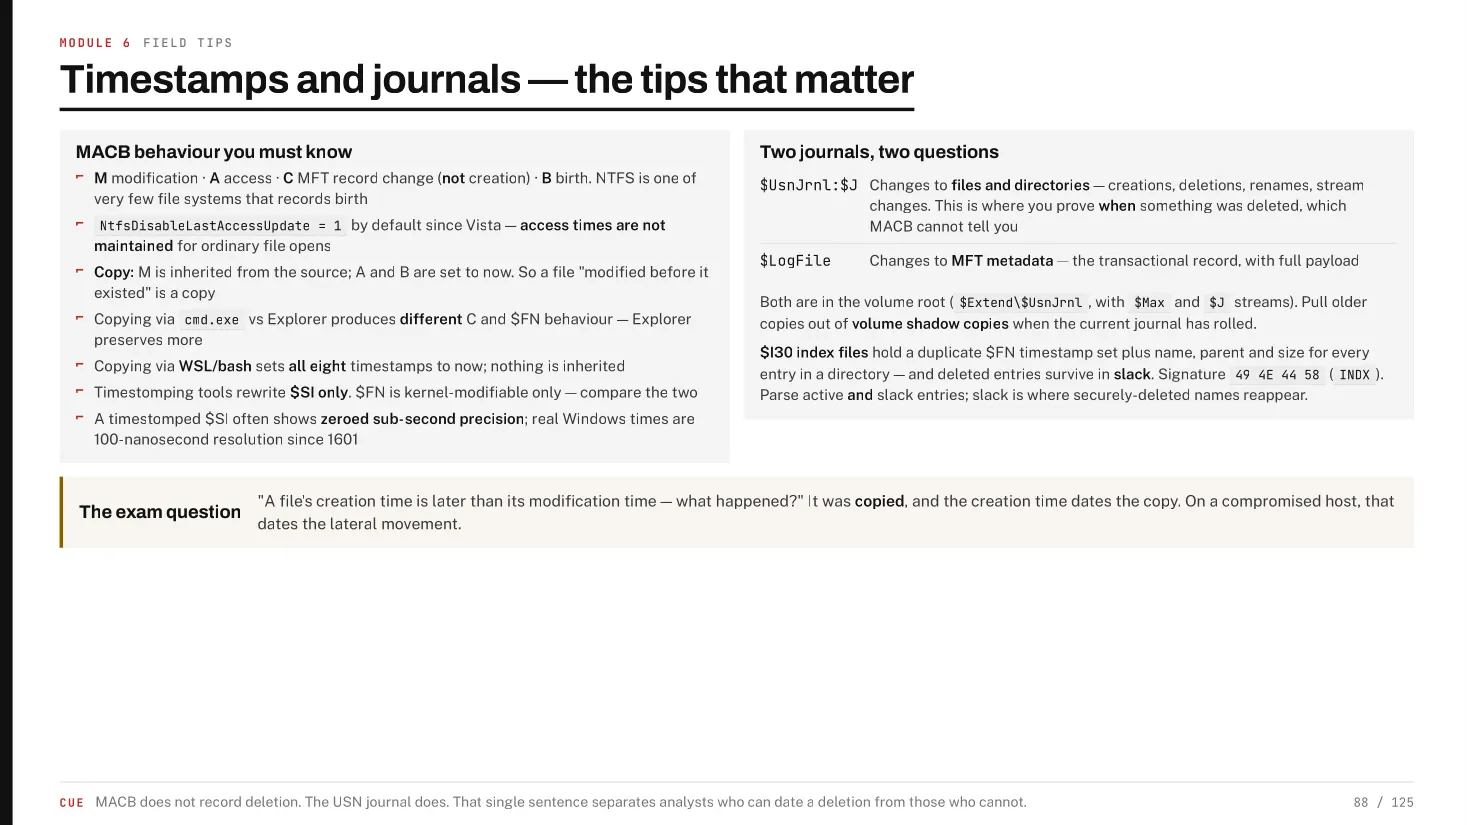 MODULE 6 FIELD TIPS
Timestamps and journals — the tips that matter
MACB behaviour you must know
M modification · A access · C MFT record change (not creation) · B birth. NTFS is one of
very few file systems that records birth
NtfsDisableLastAccessUpdate = 1 by default since Vista — access times are not
maintained for ordinary file opens
Copy: M is inherited from the source; A and B are set to now. So a file "modified before it
existed" is a copy
Copying via cmd.exe vs Explorer produces different C and $FN behaviour — Explorer
preserves more
Copying via WSL/bash sets all eight timestamps to now; nothing is inherited
Timestomping tools rewrite $SI only. $FN is kernel-modifiable only — compare the two
A timestomped $SI often shows zeroed sub-second precision; real Windows times are
100-nanosecond resolution since 1601
Two journals, two questions
$UsnJrnl:$J Changes to files and directories — creations, deletions, renames, stream
changes. This is where you prove when something was deleted, which
MACB cannot tell you
$LogFile Changes to MFT metadata — the transactional record, with full payload
Both are in the volume root ( $Extend\$UsnJrnl , with $Max and $J streams). Pull older
copies out of volume shadow copies when the current journal has rolled.
$I30 index files hold a duplicate $FN timestamp set plus name, parent and size for every
entry in a directory — and deleted entries survive in slack. Signature 49 4E 44 58 ( INDX ).
Parse active and slack entries; slack is where securely-deleted names reappear.
The exam question
"A file's creation time is later than its modification time — what happened?" It was copied, and the creation time dates the copy. On a compromised host, that
dates the lateral movement.
CUE MACB does not record deletion. The USN journal does. That single sentence separates analysts who can date a deletion from those who cannot.
88 / 125